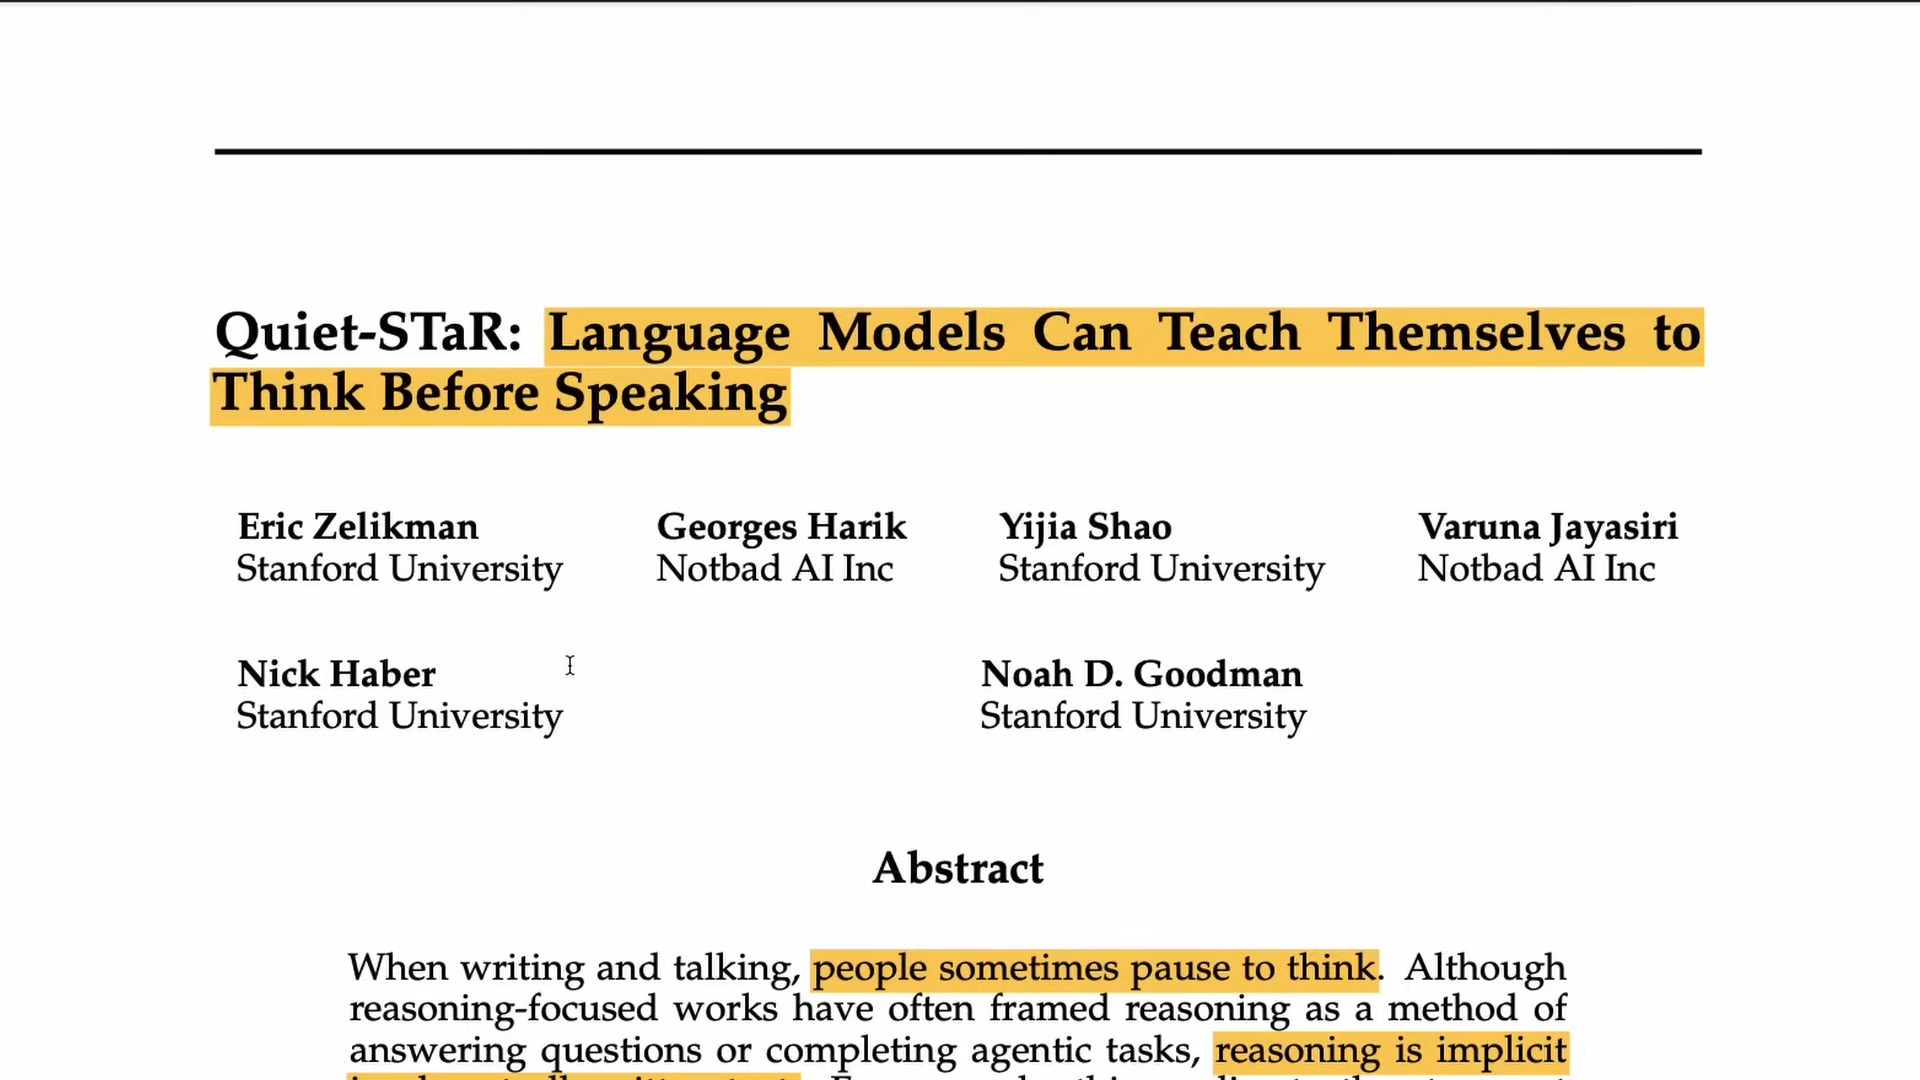 Quiet-STaR: Language Models Can Teach Themselves to
Think Before Speaking
Eric Zelikman Georges Harik Yijia Shao Varuna Jayasiri
Stanford University Notbad AI Inc Stanford University Notbad AI Inc
Nick Haber Noah D. Goodman
Stanford University Stanford University
Abstract
When writing and talking, people sometimes pause to think. Although
reasoning-focused works have often framed reasoning as a method of
answering questions or completing agentic tasks, reasoning is implicit